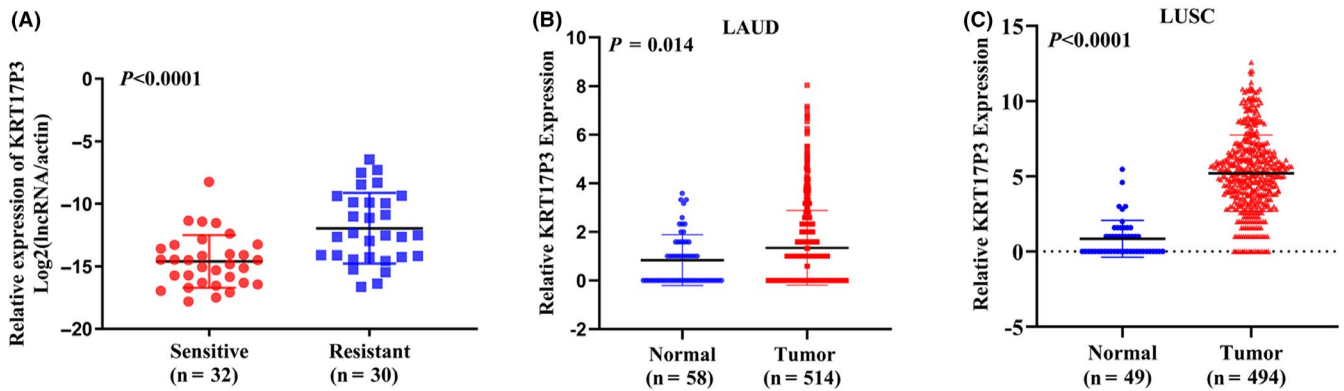 (A)
P<0.0001
Relative expression of KRT17P3
Log2(lncRNA/actin)
0
−5
−10
−15
−20
Sensitive
(n = 32)
Resistant
(n = 30)
(B)
LAUD
P = 0.014
Relative KRT17P3 Expression
10
8
6
4
2
0
-2
Normal
(n = 58)
Tumor
(n = 514)
(C)
LUSC
P<0.0001
Relative KRT17P3 Expression
15
10
5
0
-5
Normal
(n = 49)
Tumor
(n = 494)